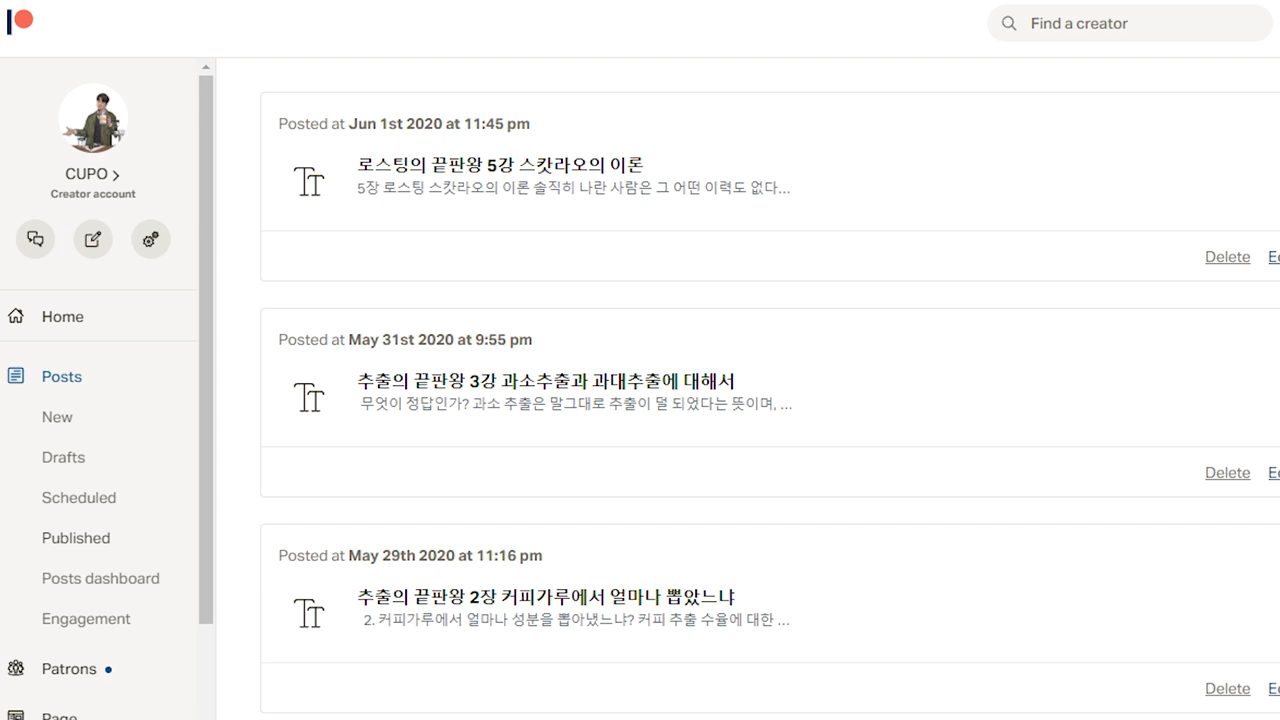 Find a creator
CUPO
Creator account
Home
Posts
New
Drafts
Scheduled
Published
Posts dashboard
Engagement
Patrons
Page
Posted at Jun 1st 2020 at 11:45 pm
로스팅의 끝판왕 5강 스캇라오의 이론
5장 로스팅 스캇라오의 이론 솔직히 나란 사람은 그 어떤 이력도 없다...
Delete
Posted at May 31st 2020 at 9:55 pm
추출의 끝판왕 3강 과소추출과 과대추출에 대해서
무엇이 정답인가? 과소 추출은 말그대로 추출이 덜 되었다는 뜻이며, ...
Delete
Posted at May 29th 2020 at 11:16 pm
추출의 끝판왕 2장 커피가루에서 얼마나 뽑았느냐
2. 커피가루에서 얼마나 성분을 뽑아냈느냐? 커피 추출 수율에 대한 ...
Delete